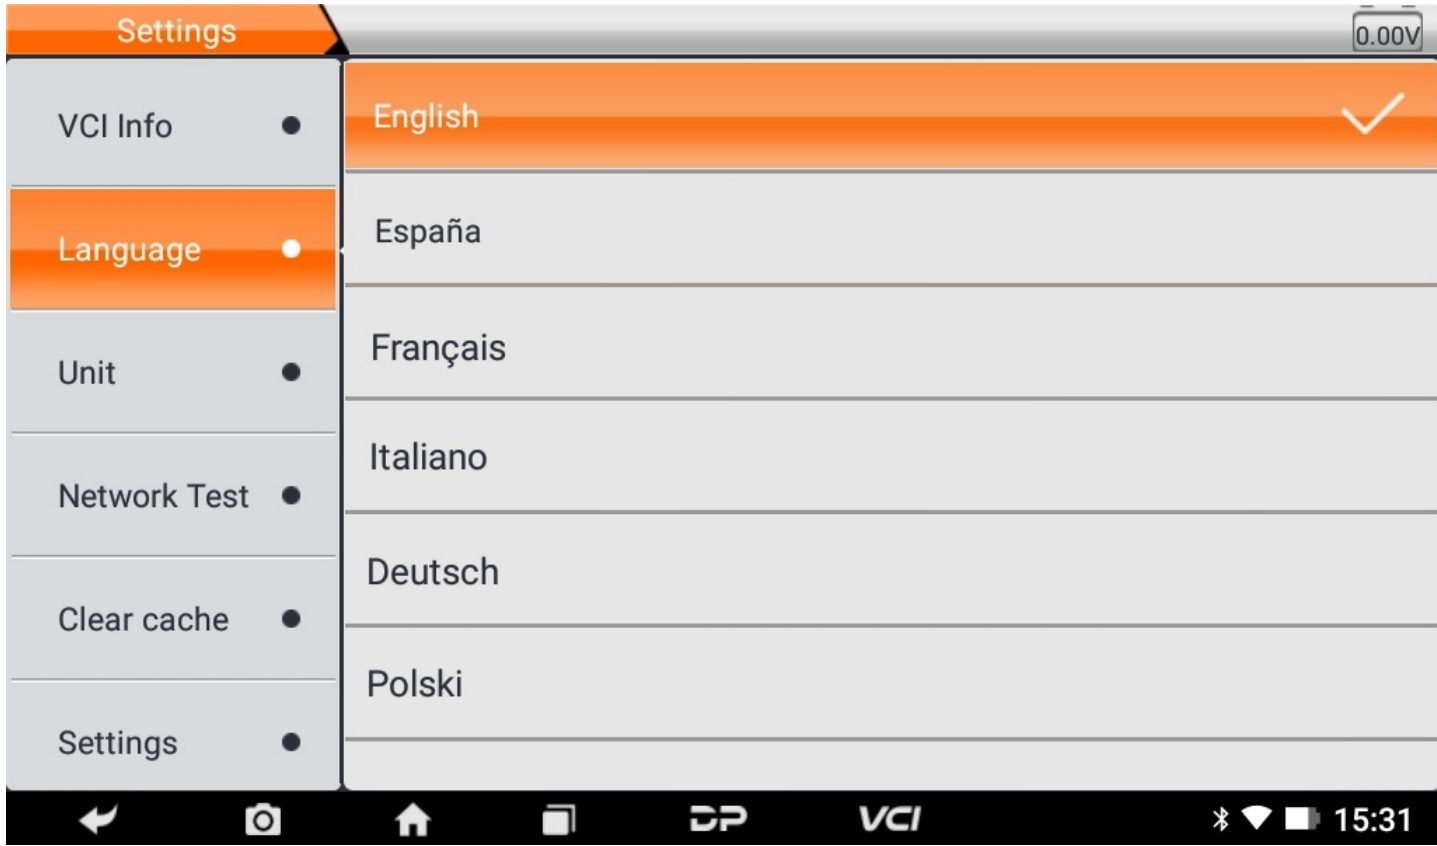 Settings
0.00V
VCI Info
Language
Unit
Network Test
Clear cache
Settings
English
España
Français
Italiano
Deutsch
Polski
DP
VCI
15:31